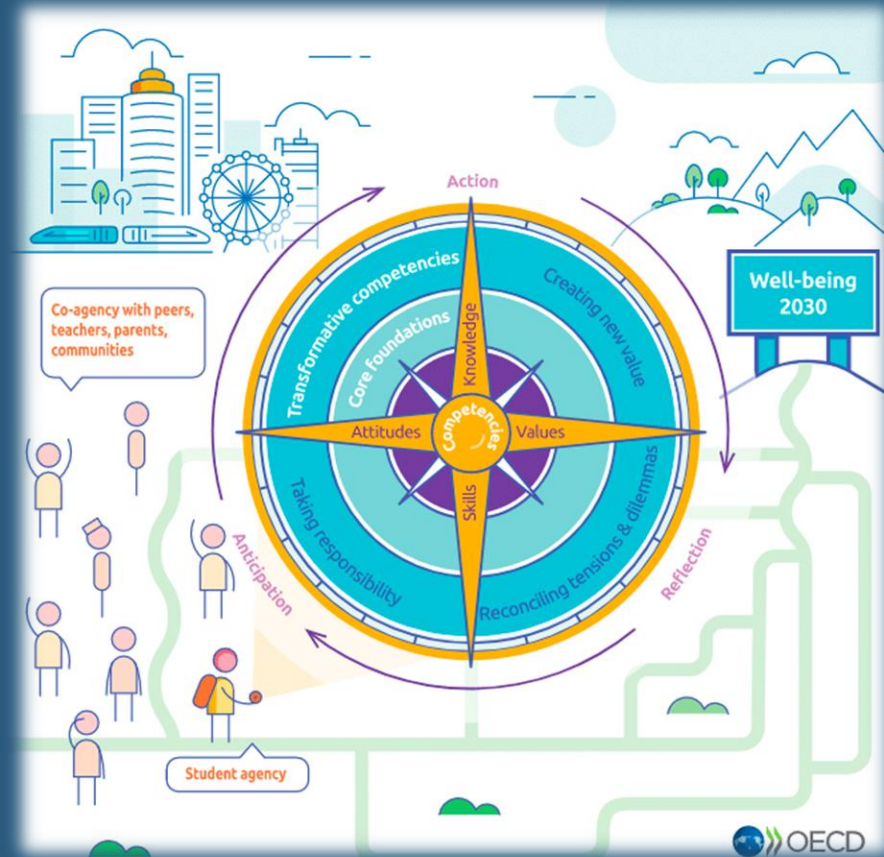 Action
Transformative competencies
Creating new value
Well-being
2030
Co-agency with peers,
teachers, parents,
communities
Core foundations
Knowledge
Attitudes
Competencies
Values
Skills
Taking responsibility
Reconciling tensions & dilemmas
Anticipation
Reflection
Student agency
OECD